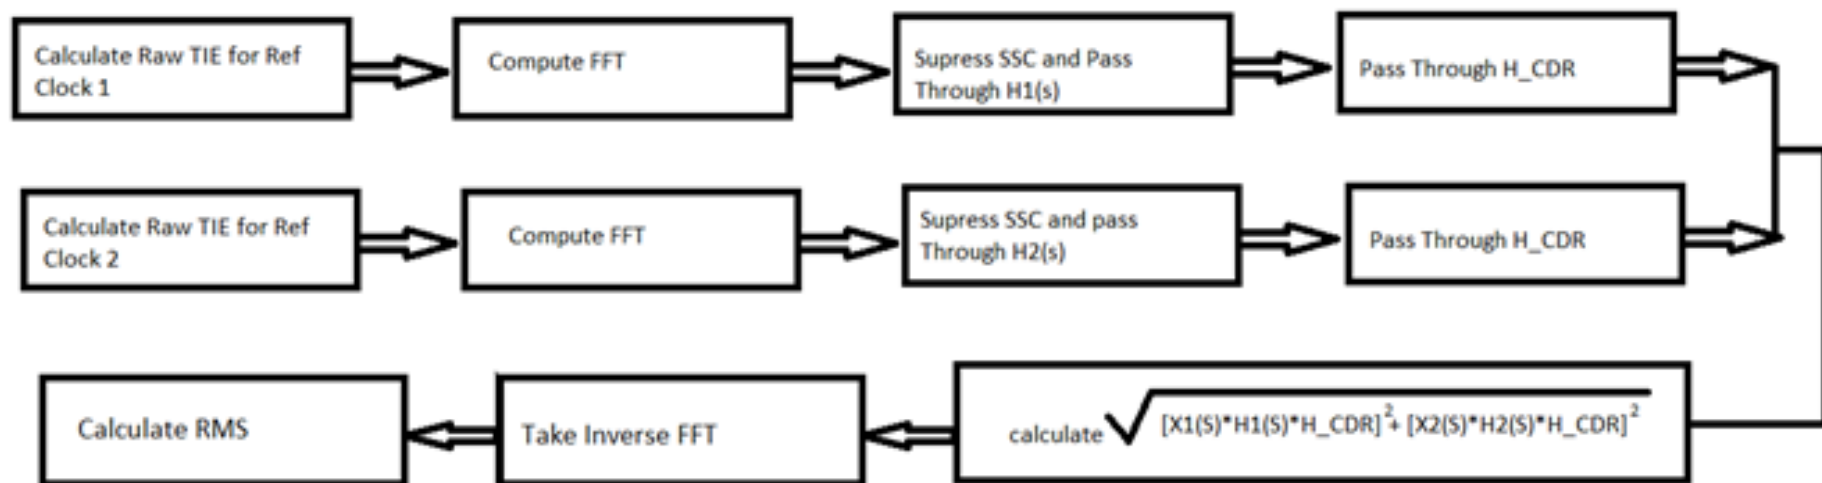 Calculate Raw TIE for Ref
Clock 1
Compute FFT
Supress SSC and Pass
Through H1(s)
Pass Through H_CDR
Calculate Raw TIE for Ref
Clock 2
Compute FFT
Supress SSC and pass
Through H2(s)
Pass Through H_CDR
Calculate RMS
Take Inverse FFT
calculate √[X1(S)*H1(S)*H_CDR]²+ [X2(S)*H2(S)*H_CDR]²